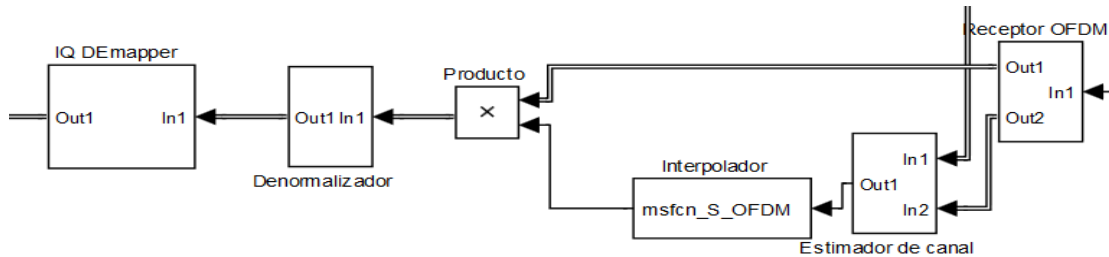 Receptor OFDM
IQ DEmapper
Producto
Out1
In1
Out2
Out1
In1
Out1 In1
×
Denormalizador
Interpolador
In1
Out1
In2
msfcn_S_OFDM
Estimador de canal